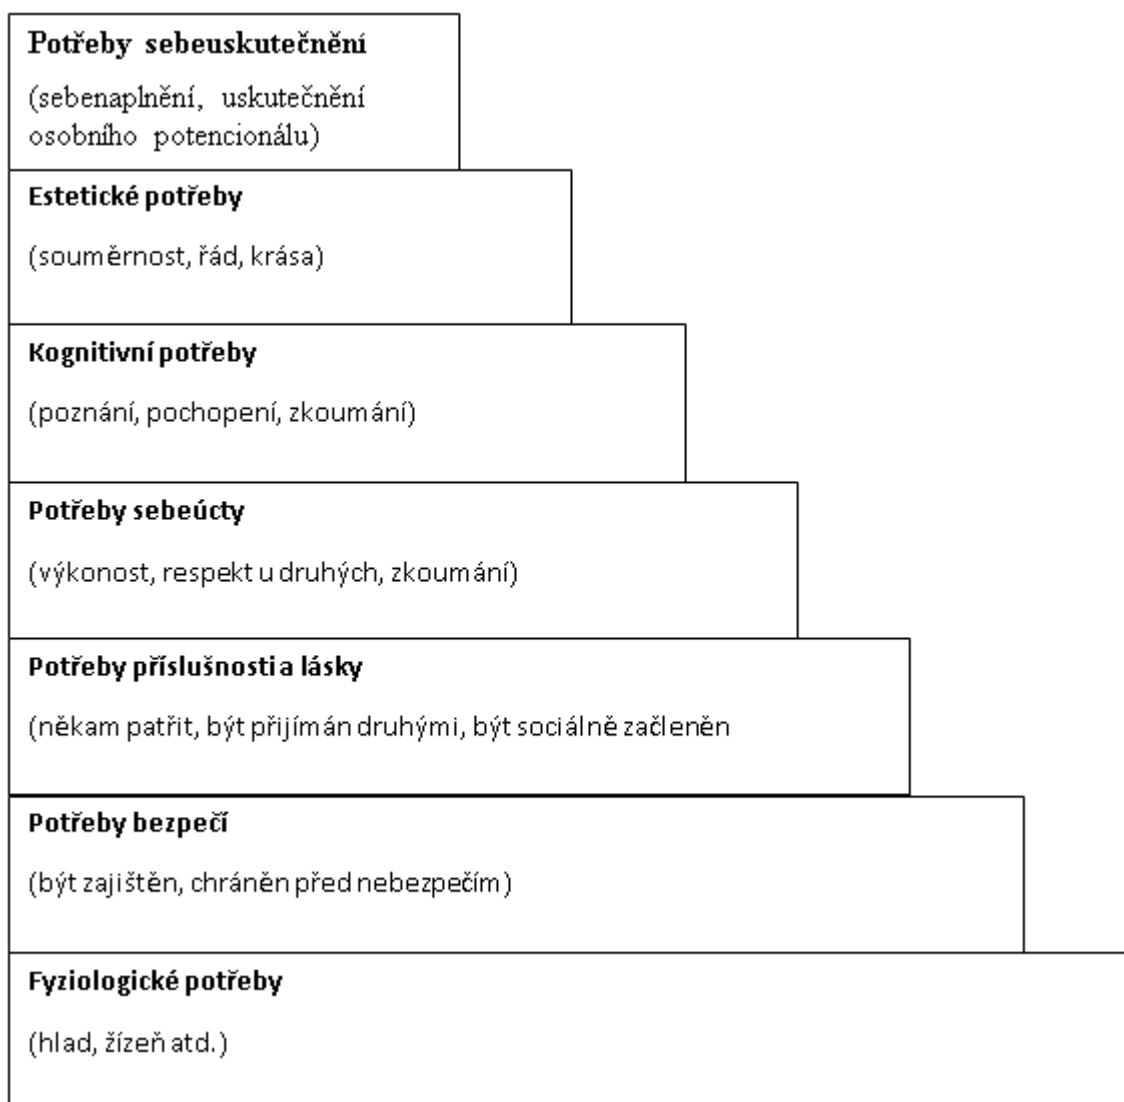 Potřeby sebeuskutečnění
(sebenaplnění, uskutečnění
osobního potencionálu)
Estetické potřeby
(souměrnost, řád, krása)
Kognitivní potřeby
(poznání, pochopení, zkoumání)
Potřeby sebeúcty
(výkonost, respekt u druhých, zkoumání)
Potřeby příslušnosti a lásky
(někam patřit, být přijímán druhými, být sociálně začleněn
Potřeby bezpečí
(být zajištěn, chráněn před nebezpečím)
Fyziologické potřeby
(hlad, žízeň atd.)